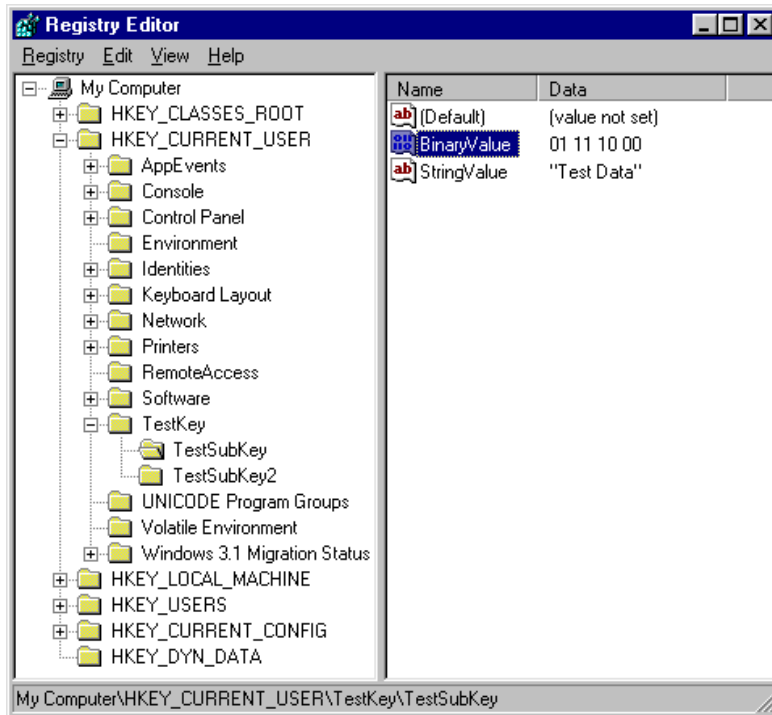 Registry Editor
Registry Edit View Help
My Computer
HKEY_CLASSES_ROOT
HKEY_CURRENT_USER
AppEvents
Console
Control Panel
Environment
Identities
Keyboard Layout
Network
Printers
RemoteAccess
Software
TestKey
TestSubKey
TestSubKey2
UNICODE Program Groups
Volatile Environment
Windows 3.1 Migration Status
HKEY_LOCAL_MACHINE
HKEY_USERS
HKEY_CURRENT_CONFIG
HKEY_DYN_DATA
Name Data
(Default) (value not set)
BinaryValue 01 11 10 00
StringValue "Test Data"
My Computer\HKEY_CURRENT_USER\TestKey\TestSubKey